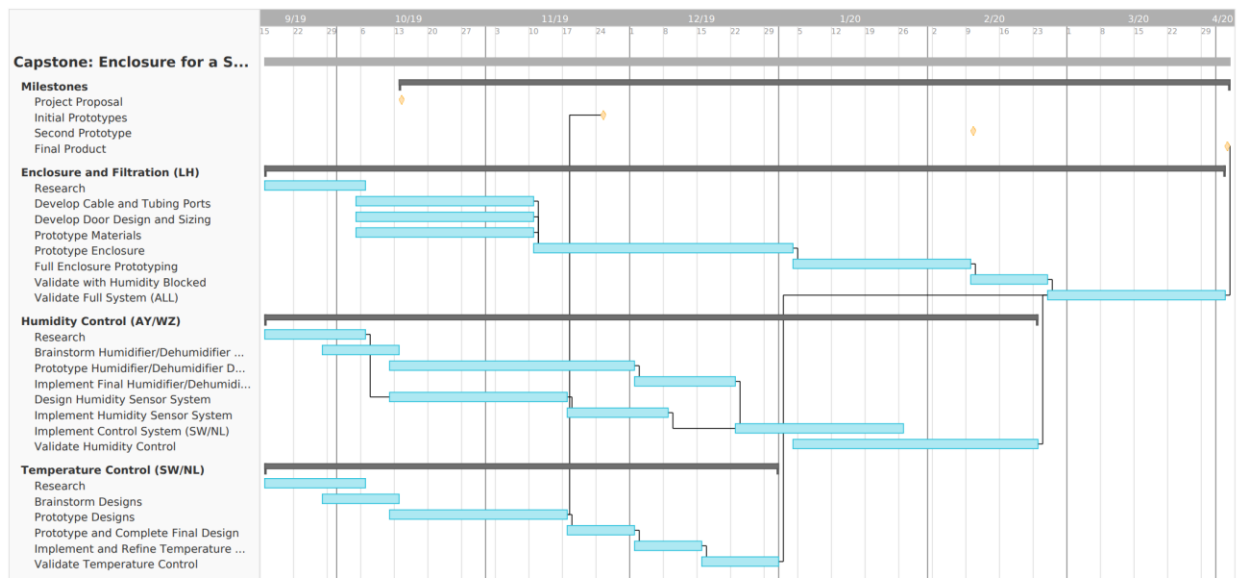 9/19 10/19 11/19 12/19 1/20 2/20 3/20 4/20
15 22 29 6 13 20 27 3 10 17 24 1 8 15 22 29 5 12 19 26 2 9 16 23 1 8 15 22 29
Capstone: Enclosure for a S...
Milestones
Project Proposal
Initial Prototypes
Second Prototype
Final Product
Enclosure and Filtration (LH)
Research
Develop Cable and Tubing Ports
Develop Door Design and Sizing
Prototype Materials
Prototype Enclosure
Full Enclosure Prototyping
Validate with Humidity Blocked
Validate Full System (ALL)
Humidity Control (AY/WZ)
Research
Brainstorm Humidifier/Dehumidifier ...
Prototype Humidifier/Dehumidifier D...
Implement Final Humidifier/Dehumidi...
Design Humidity Sensor System
Implement Humidity Sensor System
Implement Control System (SW/NL)
Validate Humidity Control
Temperature Control (SW/NL)
Research
Brainstorm Designs
Prototype Designs
Prototype and Complete Final Design
Implement and Refine Temperature ...
Validate Temperature Control